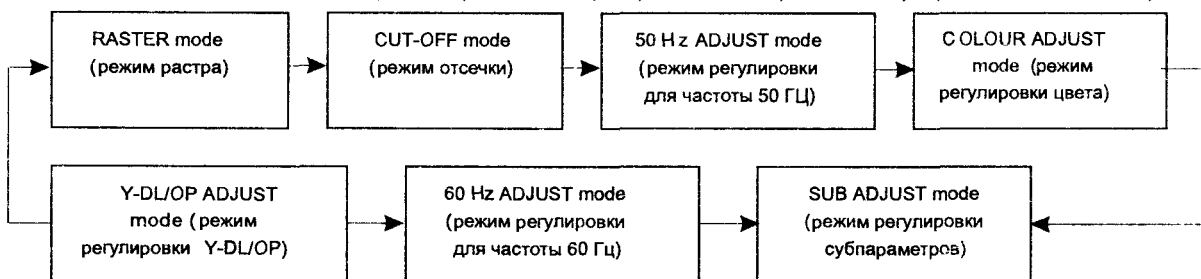 RASTER mode
(режим растра)
CUT-OFF mode
(режим отсечки)
50 Hz ADJUST mode
(режим регулировки
для частоты 50 ГЦ)
COLOUR ADJUST
mode (режим
регулировки цвета)
Y-DL/OP ADJUST
mode (режим
регулировки Y-DL/OP)
60 Hz ADJUST mode
(режим регулировки
для частоты 60 Гц)
SUB ADJUST mode
(режим регулировки
субпараметров)